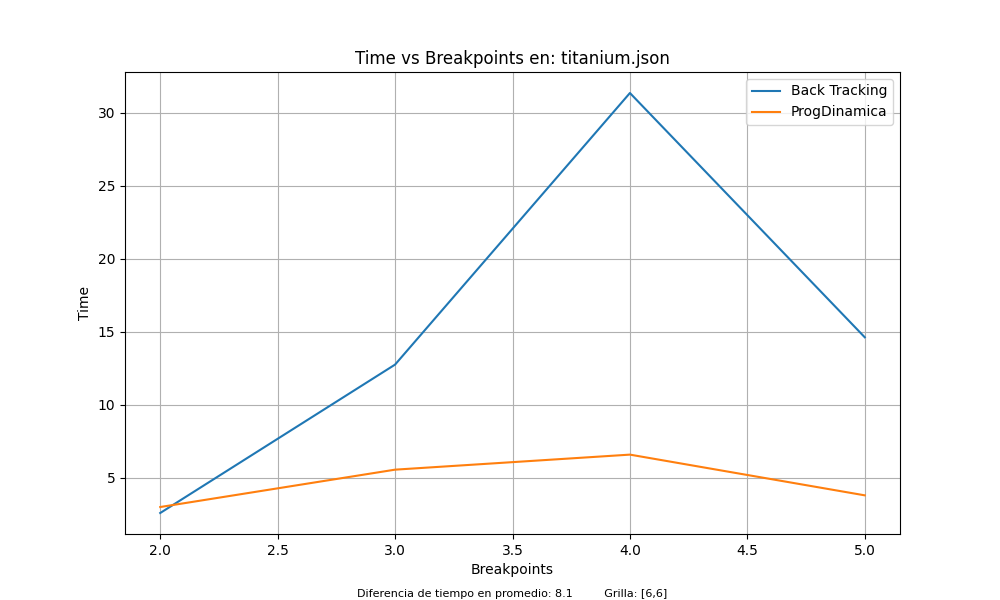 Time vs Breakpoints en: titanium.json
Back Tracking
ProgDinamica
30
25
20
15
10
5
Time
2.0 2.5 3.0 3.5 4.0 4.5 5.0
Breakpoints
Diferencia de tiempo en promedio: 8.1 Grilla: [6,6]